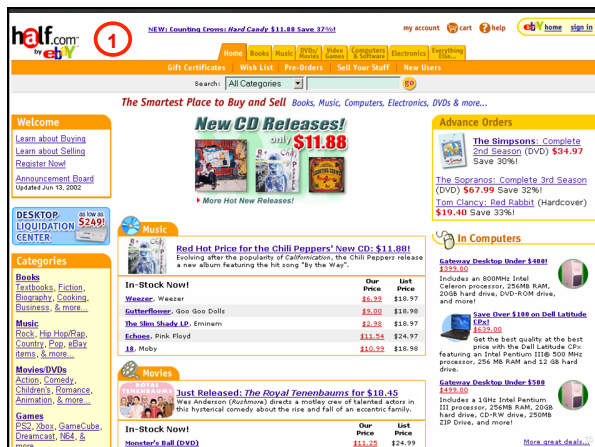 half.com
by ebY
1
NEW: Counting Crows: Hard Candy $11.88 Save 37%!
my account cart help
ebY home sign in
Home Books Music DVDs/Movies Video Games Computers & Software Electronics Everything Else...
Gift Certificates | Wish List | Pre-Orders | Sell Your Stuff | New Users
Search: All Categories go
The Smartest Place to Buy and Sell Books, Music, Computers, Electronics, DVDs & more...
Welcome
Learn about Buying
Learn about Selling
Register Now!
Announcement Board
Updated Jun 13, 2002
DESKTOP LIQUIDATION CENTER as low as $249!
Categories
Books
Textbooks, Fiction,
Biography, Cooking,
Business, & more...
Music
Rock, Hip Hop/Rap,
Country, Pop, eBay
items, & more...
Movies/DVDs
Action, Comedy,
Children's, Romance,
Animation, & more...
Games
PS2, Xbox, GameCube,
Dreamcast, N64, &
New CD Releases!
only $11.88
More Hot New Releases!
Music
Red Hot Price for the Chili Peppers' New CD: $11.88!
Evolving after the popularity of Californication, the Chili Peppers release
a new album featuring the hit song "By the Way".
In-Stock Now! Our Price List Price
Weezer, Weezer $6.99 $18.97
Gutterflower, Goo Goo Dolls $9.00 $18.98
The Slim Shady LP, Eminem $2.98 $18.97
Echoes, Pink Floyd $11.54 $24.97
18, Moby $10.99 $18.98
Movies
ROYAL TENENBAUMS
Just Released: The Royal Tenenbaums for $18.45
Wes Anderson (Rushmore) directs a motley crew of talented actors in
this hysterical comedy about the rise and fall of an eccentric family.
In-Stock Now! Our Price List Price
Monster's Ball (DVD) $11.25 $24.99
Advance Orders
The Simpsons: Complete
2nd Season (DVD) $34.97
Save 30%!
The Sopranos: Complete 3rd Season
(DVD) $67.99 Save 32%!
Tom Clancy: Red Rabbit (Hardcover)
$19.40 Save 33%!
In Computers
Gateway Desktop Under $400!
$399.00
Includes an 800MHz Intel
Celeron processor, 256MB RAM,
20GB hard drive, DVD-ROM drive,
and more!
Save Over $100 on Dell Latitude
CPx!
$639.00
Get the best quality at the best
price with the Dell Latitude CPx
featuring an Intel Pentium III® 500 MHz
processor, 256 MB RAM and 12 GB hard
drive.
Gateway Desktop Under $500
$499.00
Includes a 1GHz Intel Pentium
III processor, 256MB RAM, 20GB
hard drive, CD-RW drive, 250MB
ZIP Drive, and more!
More great deals...